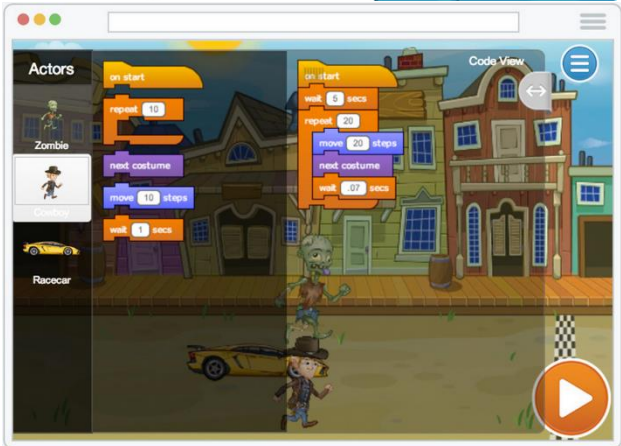 Actors
Zombie
Cowboy
Racecar
on start
repeat 10
next costume
move 10 steps
wait 1 secs
Code View
on start
wait 5 secs
repeat 20
move 20 steps
next costume
wait .07 secs